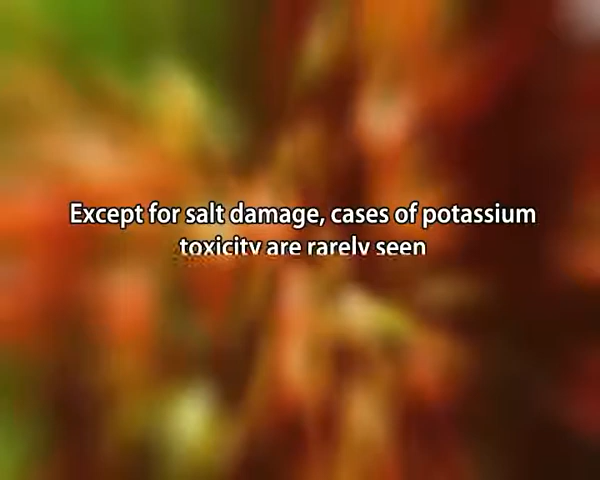 Except for salt damage, cases of potassium
toxicity are rarely seen